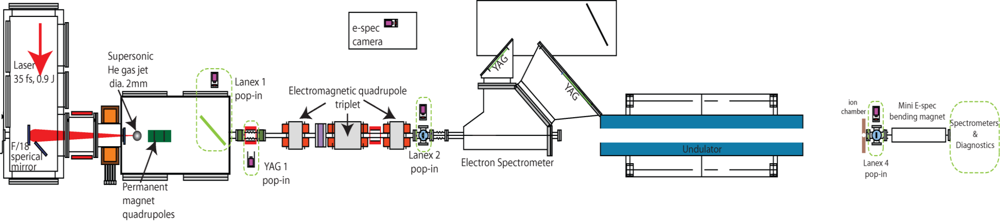 Laser
35 fs, 0.9 J
F/18
sperical
mirror
Supersonic
He gas jet
dia. 2mm
Permanent
magnet
quadrupoles
Lanex 1
pop-in
YAG 1
pop-in
Electromagnetic quadrupole
triplet
e-spec
camera
Lanex 2
pop-in
YAG
YAG
Electron Spectrometer
Undulator
ion
chamber
Lanex 4
pop-in
Mini E-spec
bending magnet
Spectrometers
&
Diagnostics